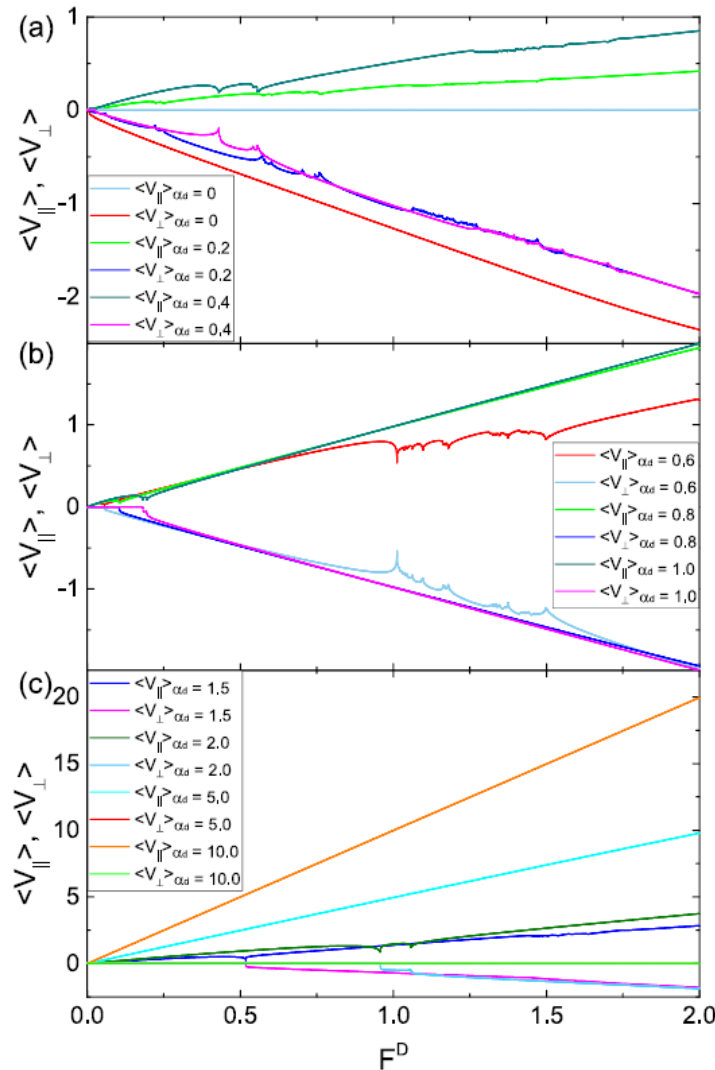 (a)
1
0
-1
-2
<V∥>, <V⊥>
<V∥>αd = 0
<V⊥>αd = 0
<V∥>αd = 0.2
<V⊥>αd = 0.2
<V∥>αd = 0.4
<V⊥>αd = 0.4
(b)
1
0
-1
<V∥>, <V⊥>
<V∥>αd = 0.6
<V⊥>αd = 0.6
<V∥>αd = 0.8
<V⊥>αd = 0.8
<V∥>αd = 1.0
<V⊥>αd = 1.0
(c)
20
15
10
5
0
<V∥>, <V⊥>
<V∥>αd = 1.5
<V⊥>αd = 1.5
<V∥>αd = 2.0
<V⊥>αd = 2.0
<V∥>αd = 5.0
<V⊥>αd = 5.0
<V∥>αd = 10.0
<V⊥>αd = 10.0
0.0 0.5 1.0 1.5 2.0
F^D